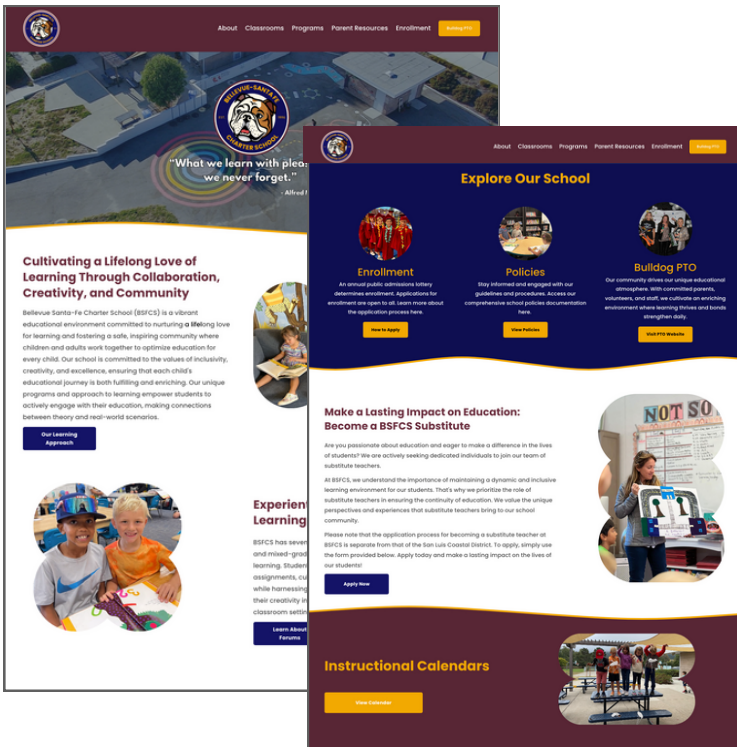 About Classrooms Programs Parent Resources Enrollment Bulldog PTO
BELLEVUE-SANTA FE
CHARTER SCHOOL
“What we learn with plea
we never forget.”
- Alfred
Cultivating a Lifelong Love of
Learning Through Collaboration,
Creativity, and Community
Bellevue Santa-Fe Charter School (BSFCS) is a vibrant
educational environment committed to nurturing a lifelong love
for learning and fostering a safe, inspiring community where
children and adults work together to optimize education for
every child. Our school is committed to the values of inclusivity,
creativity, and excellence, ensuring that each child's
educational journey is both fulfilling and enriching. Our unique
programs and approach to learning empower students to
actively engage with their education, making connections
between theory and real-world scenarios.
Our Learning
Approach
Experien
Learning
BSFCS has seven
and mixed-grad
learning. Studen
assignments, cu
while harnessing
their creativity in
classroom settin
Learn About
Forums
About Classrooms Programs Parent Resources Enrollment Bulldog PTO
Explore Our School
Enrollment
An annual public admissions lottery
determines enrollment. Applications for
enrollment are open to all. Learn more about
the application process here.
How to Apply
Policies
Stay informed and engaged with our
guidelines and procedures. Access our
comprehensive school policies documentation
here.
View Policies
Bulldog PTO
Our community drives our unique educational
atmosphere. With committed parents,
volunteers, and staff, we cultivate an enriching
environment where learning thrives and bonds
strengthen daily.
Visit PTO Website
Make a Lasting Impact on Education:
Become a BSFCS Substitute
Are you passionate about education and eager to make a difference in the lives
of students? We are actively seeking dedicated individuals to join our team of
substitute teachers.
At BSFCS, we understand the importance of maintaining a dynamic and inclusive
learning environment for our students. That's why we prioritize the role of
substitute teachers in ensuring the continuity of education. We value the unique
perspectives and experiences that substitute teachers bring to our school
community.
Please note that the application process for becoming a substitute teacher at
BSFCS is separate from that of the San Luis Coastal District. To apply, simply use
the form provided below. Apply today and make a lasting impact on the lives of
our students!
Apply Now
NOT SO
Instructional Calendars
View Calendar